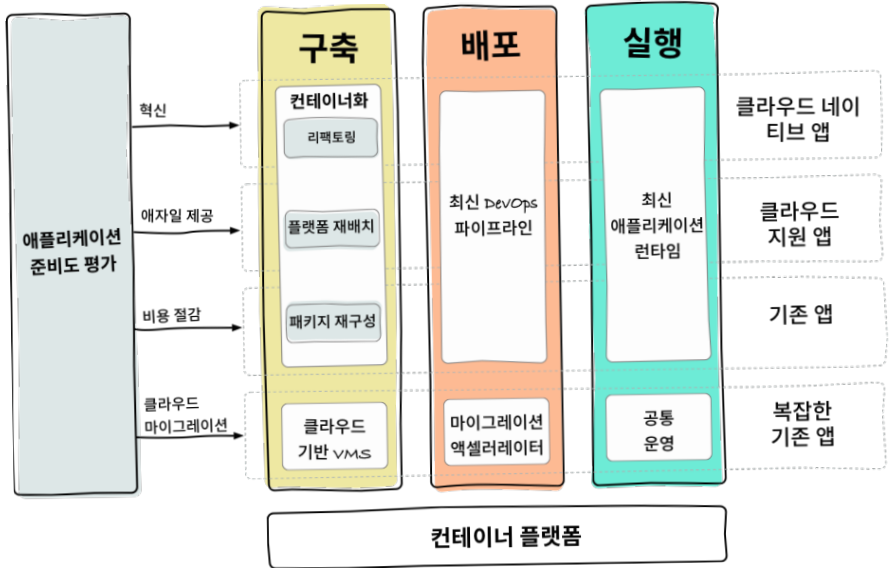 애플리케이션
준비도 평가
혁신
애자일 제공
비용 절감
클라우드
마이그레이션
구축
컨테이너화
리팩토링
플랫폼 재배치
패키지 재구성
클라우드
기반 VMS
배포
최신 DevOps
파이프라인
마이그레이션
액셀러레이터
실행
최신
애플리케이션
런타임
공통
운영
클라우드 네이
티브 앱
클라우드
지원 앱
기존 앱
복잡한
기존 앱
컨테이너 플랫폼